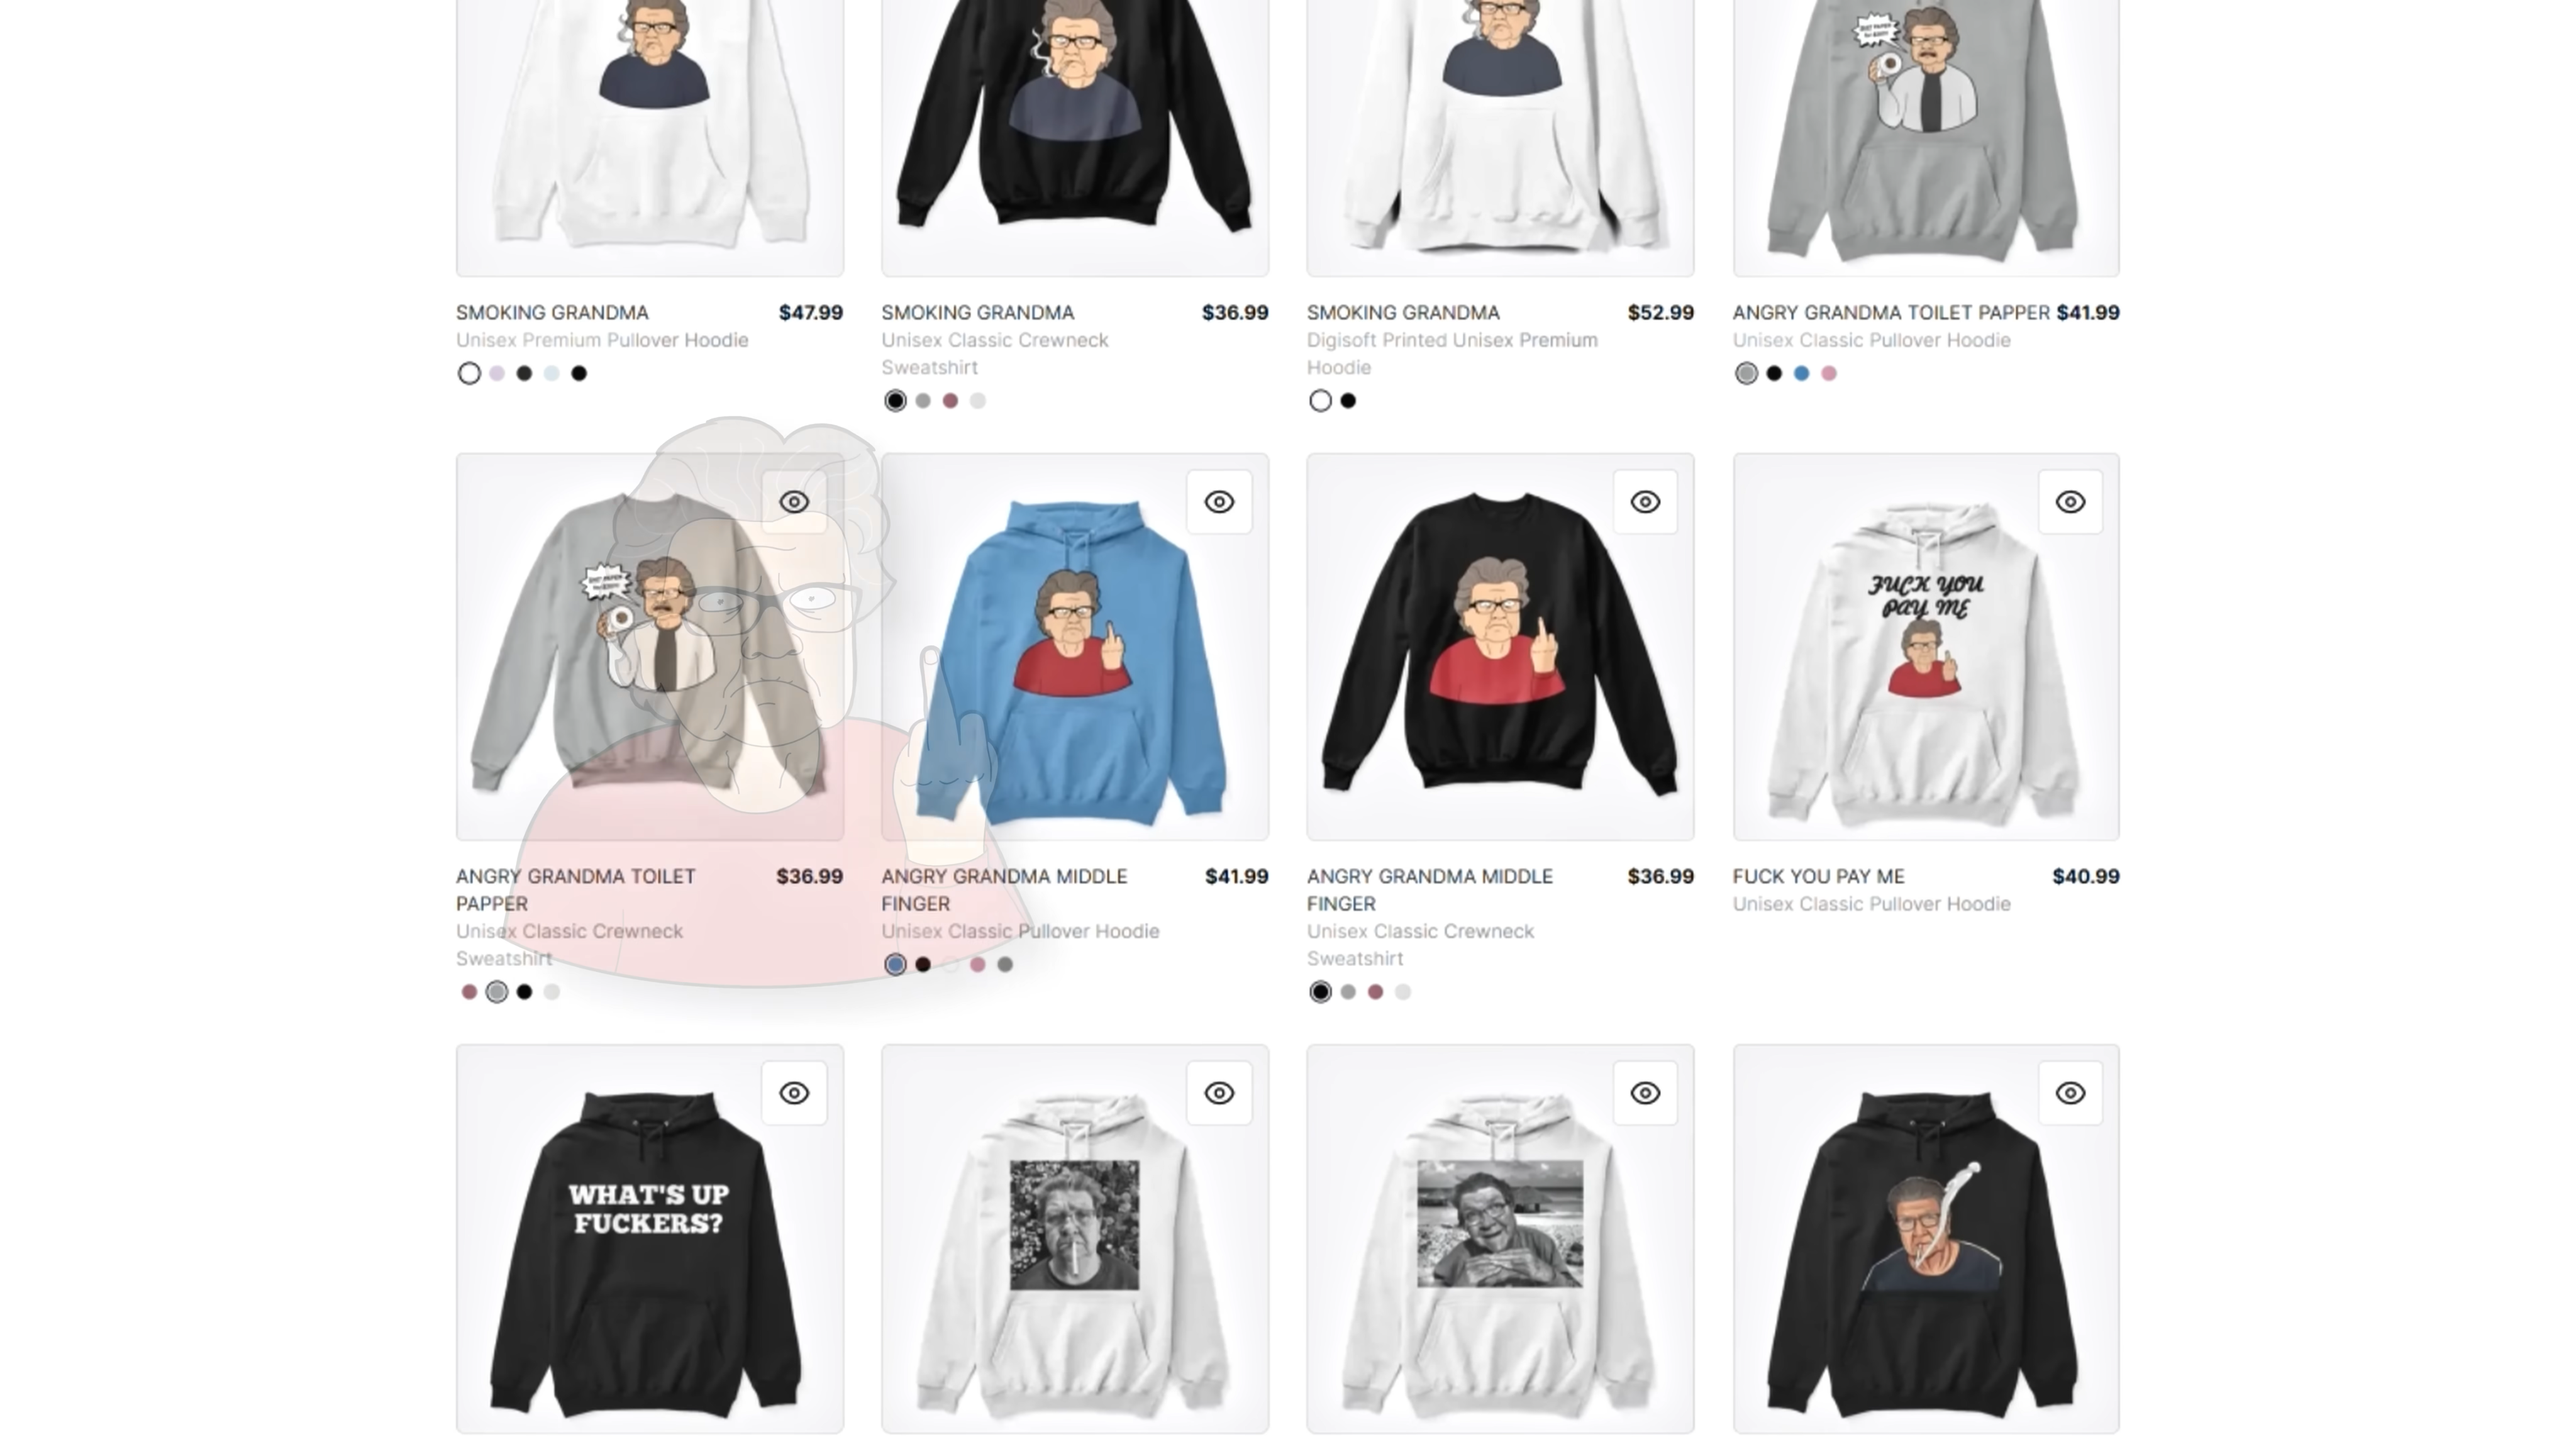 SMOKING GRANDMA $47.99
Unisex Premium Pullover Hoodie
SMOKING GRANDMA $36.99
Unisex Classic Crewneck
Sweatshirt
SMOKING GRANDMA $52.99
Digisoft Printed Unisex Premium
Hoodie
ANGRY GRANDMA TOILET PAPPER $41.99
Unisex Classic Pullover Hoodie
FUCK YOU
PAY ME
ANGRY GRANDMA TOILET $36.99
PAPPER
Unisex Classic Crewneck
Sweatshirt
ANGRY GRANDMA MIDDLE $41.99
FINGER
Unisex Classic Pullover Hoodie
ANGRY GRANDMA MIDDLE $36.99
FINGER
Unisex Classic Crewneck
Sweatshirt
FUCK YOU PAY ME $40.99
Unisex Classic Pullover Hoodie
WHAT'S UP
FUCKERS?